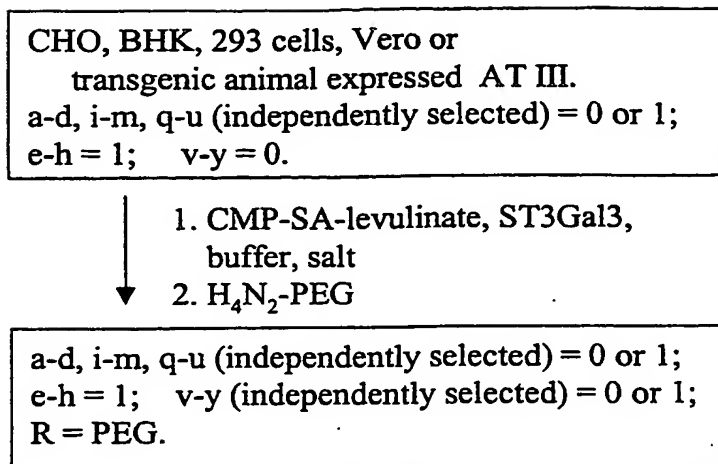 CHO, BHK, 293 cells, Vero or
transgenic animal expressed AT III.
a-d, i-m, q-u (independently selected) = 0 or 1;
e-h = 1; v-y = 0.
1. CMP-SA-levulinate, ST3Gal3,
buffer, salt
2. H₄N₂-PEG
a-d, i-m, q-u (independently selected) = 0 or 1;
e-h = 1; v-y (independently selected) = 0 or 1;
R = PEG.